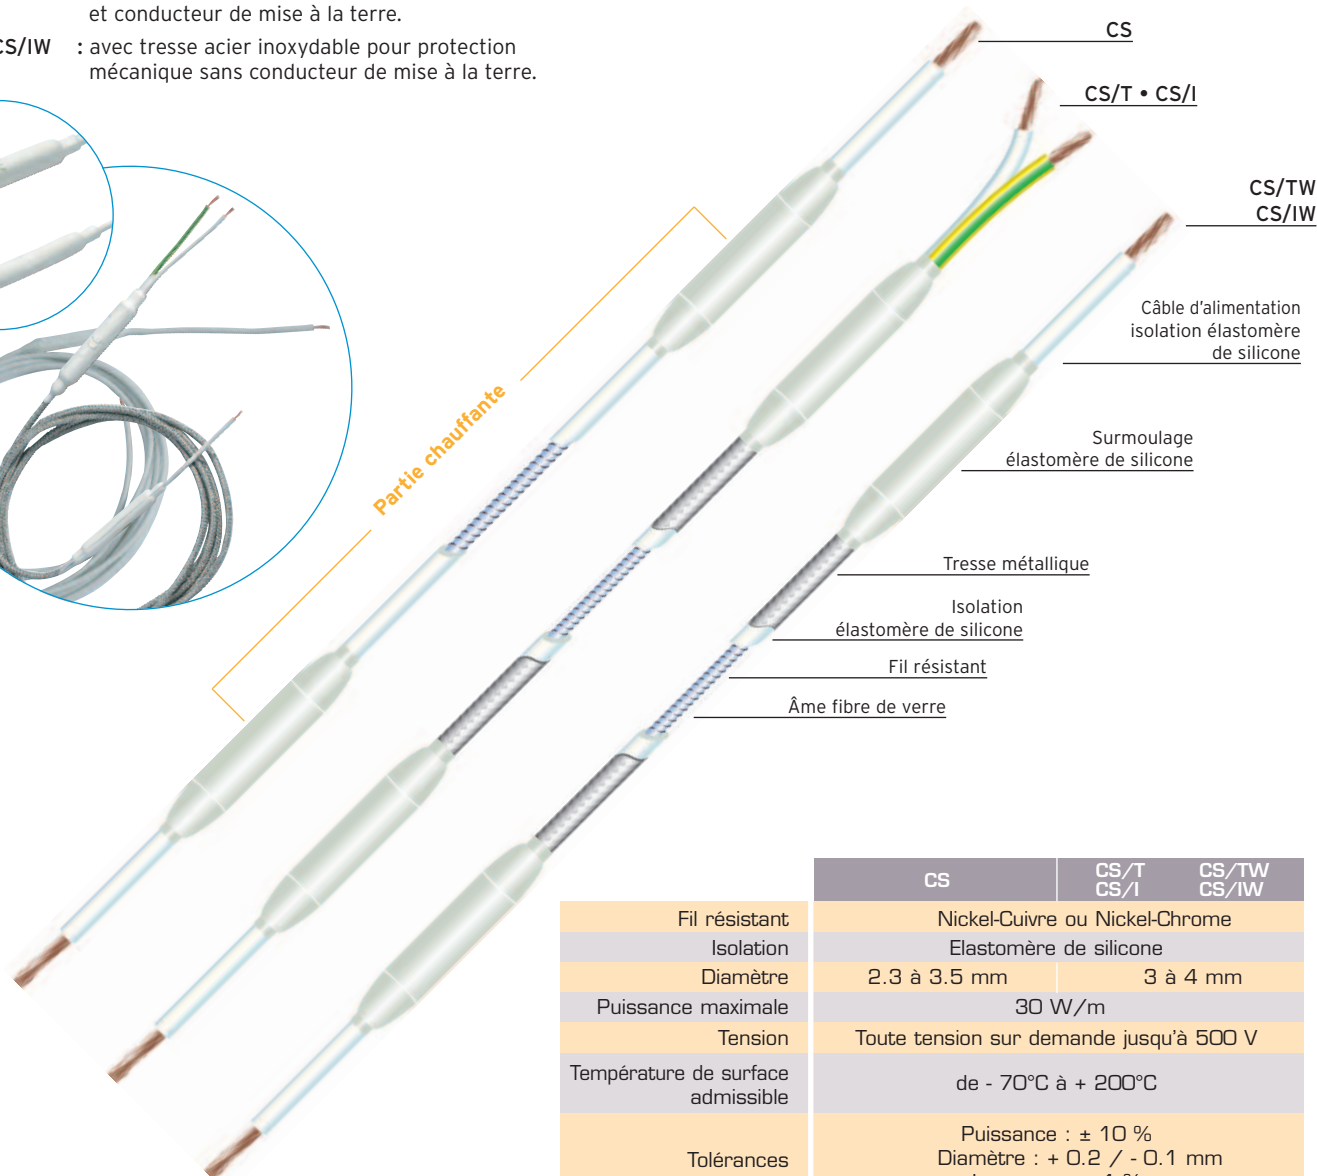 et conducteur de mise à la terre.
CS/IW : avec tresse acier inoxydable pour protection
mécanique sans conducteur de mise à la terre.
CS
CS/T • CS/I
CS/TW
CS/IW
Câble d'alimentation
isolation élastomère
de silicone
Surmoulage
élastomère de silicone
Tresse métallique
Isolation
élastomère de silicone
Fil résistant
Âme fibre de verre
Partie chauffante
CS CS/T CS/TW
CS/I CS/IW
Fil résistant Nickel-Cuivre ou Nickel-Chrome
Isolation Elastomère de silicone
Diamètre 2.3 à 3.5 mm 3 à 4 mm
Puissance maximale 30 W/m
Tension Toute tension sur demande jusqu'à 500 V
Température de surface
admissible de - 70°C à + 200°C
Puissance : ± 10 %
Tolérances Diamètre : + 0.2 / - 0.1 mm